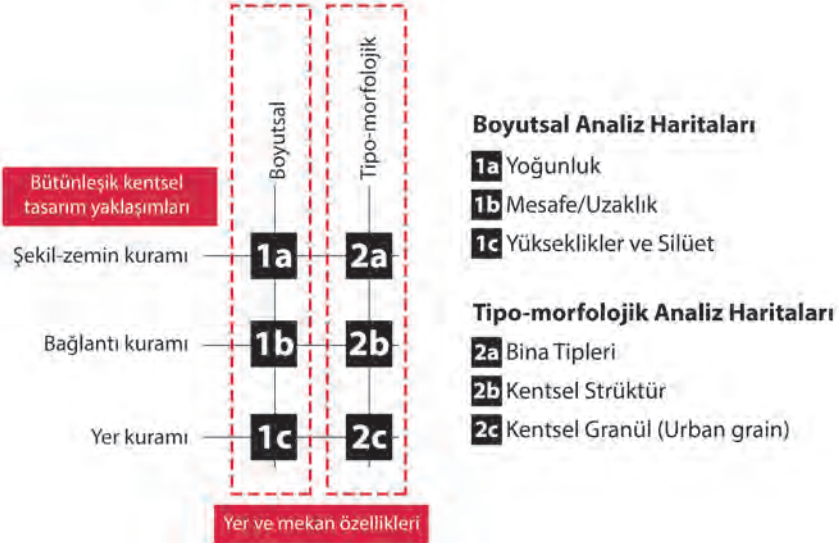 Boyutsal
Tipo-morfolojik
Bütünleşik kentsel
tasarım yaklaşımları
Şekil-zemin kuramı
1a
2a
Bağlantı kuramı
1b
2b
Yer kuramı
1c
2c
Yer ve mekan özellikleri
Boyutsal Analiz Haritaları
1a Yoğunluk
1b Mesafe/Uzaklık
1c Yükseklikler ve Silüet
Tipo-morfolojik Analiz Haritaları
2a Bina Tipleri
2b Kentsel Strüktür
2c Kentsel Granül (Urban grain)